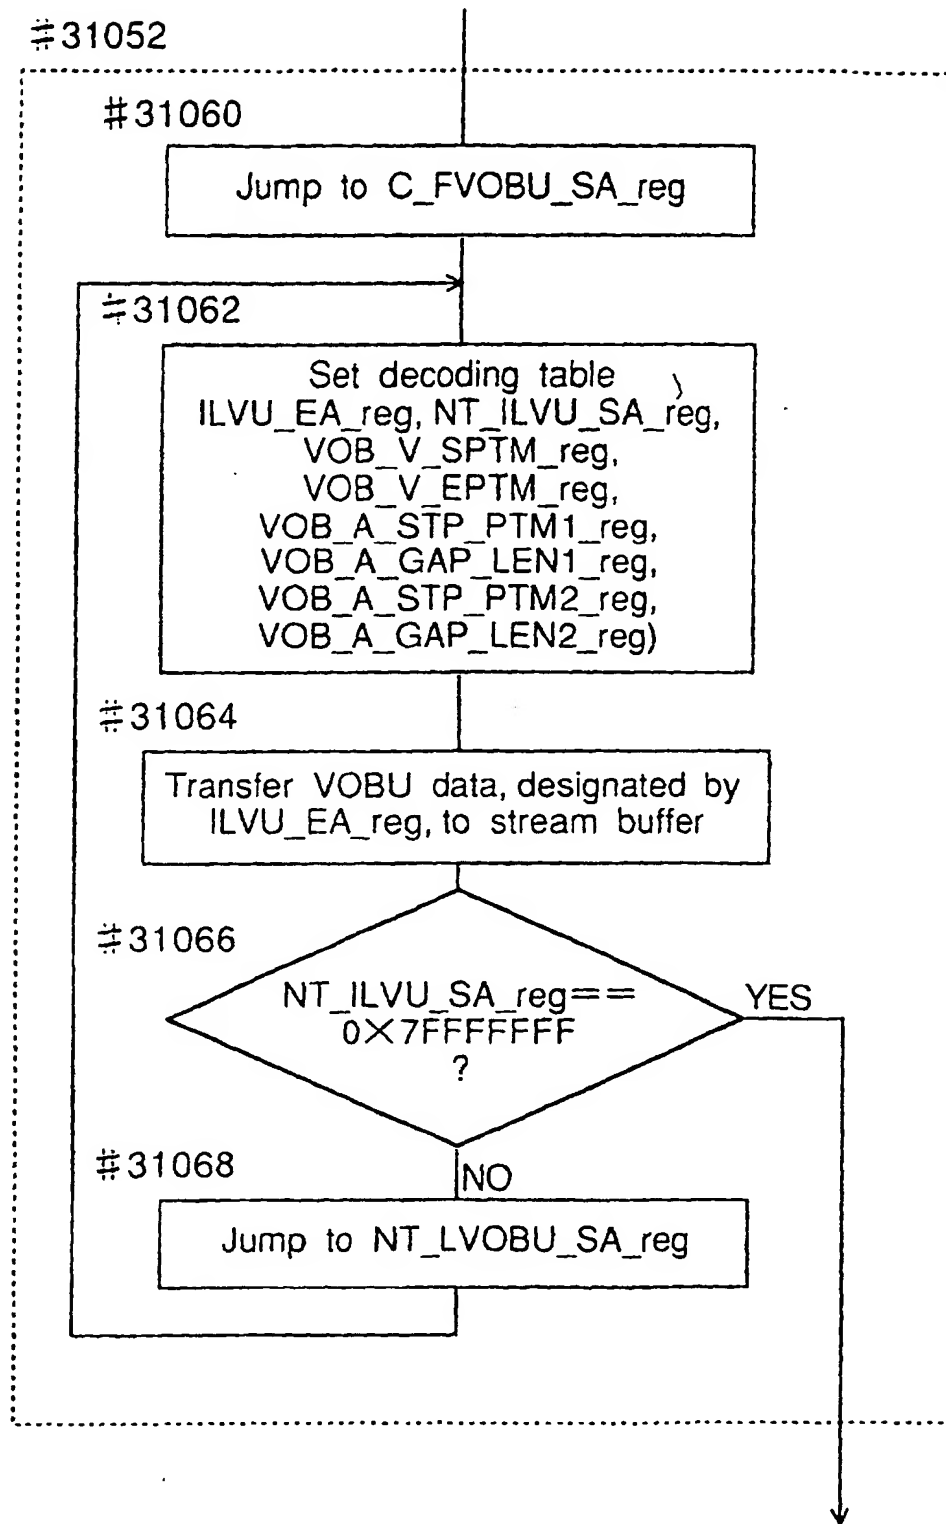 #31052
#31060
Jump to C_FVOBU_SA_reg
#31062
Set decoding table
ILVU_EA_reg, NT_ILVU_SA_reg,
VOB_V_SPTM_reg,
VOB_V_EPTM_reg,
VOB_A_STP_PTM1_reg,
VOB_A_GAP_LEN1_reg,
VOB_A_STP_PTM2_reg,
VOB_A_GAP_LEN2_reg)
#31064
Transfer VOBU data, designated by
ILVU_EA_reg, to stream buffer
#31066
NT_ILVU_SA_reg==
0×7FFFFFFF
?
YES
#31068
NO
Jump to NT_LVOBU_SA_reg